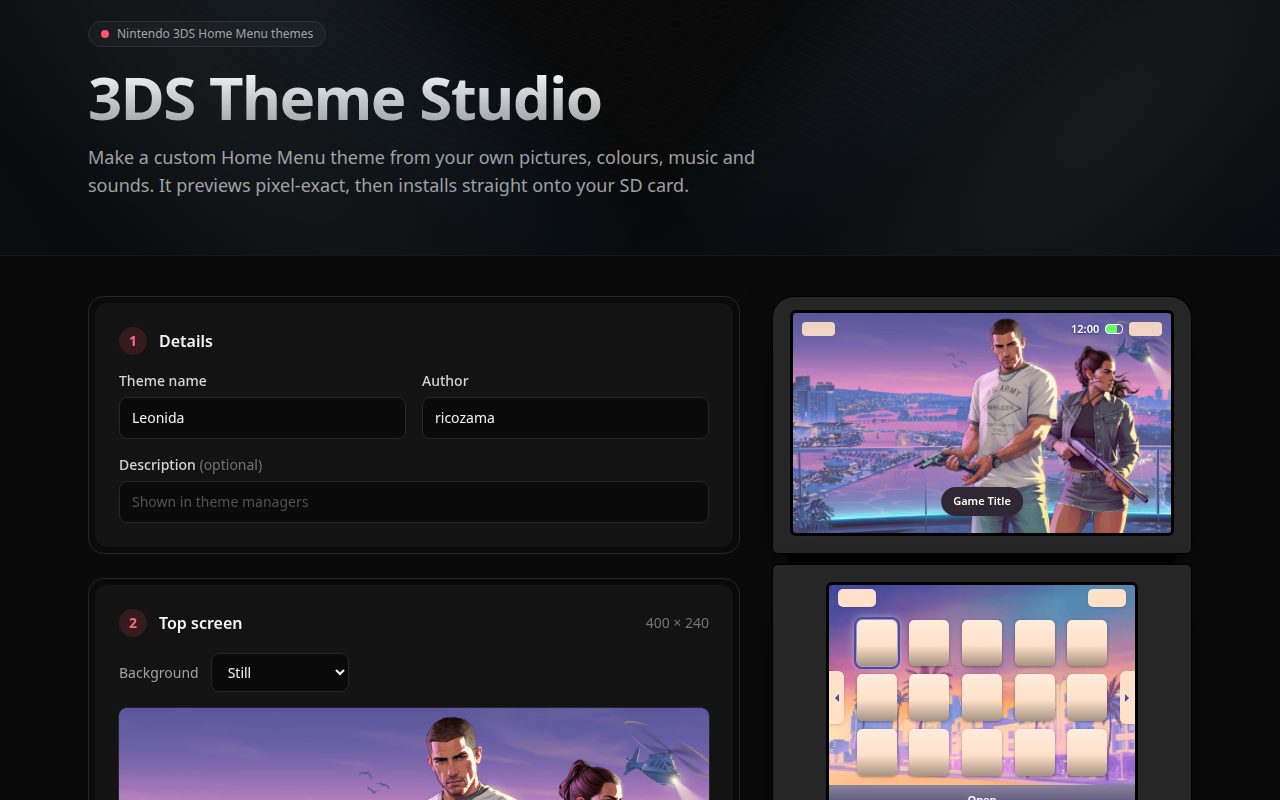 Nintendo 3DS Home Menu themes
3DS Theme Studio
Make a custom Home Menu theme from your own pictures, colours, music and
sounds. It previews pixel-exact, then installs straight onto your SD card.
1 Details
Theme name
Author
Leonida
ricozama
Description (optional)
Shown in theme managers
2 Top screen
400 × 240
Background
Still
12:00
Game Title
Open